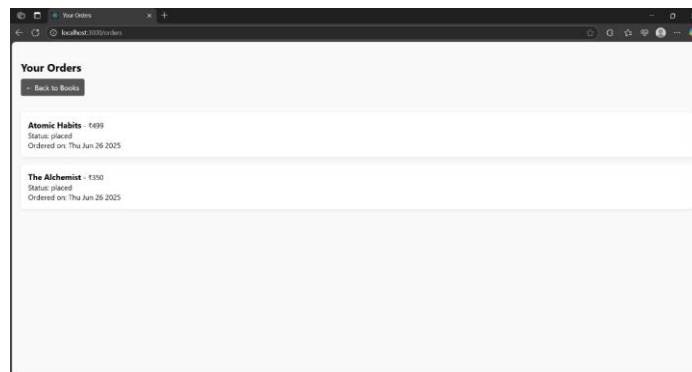 Your Orders
localhost:3000/orders
Your Orders
← Back to Books
Atomic Habits - ₹499
Status: placed
Ordered on: Thu Jun 26 2025
The Alchemist - ₹350
Status: placed
Ordered on: Thu Jun 26 2025